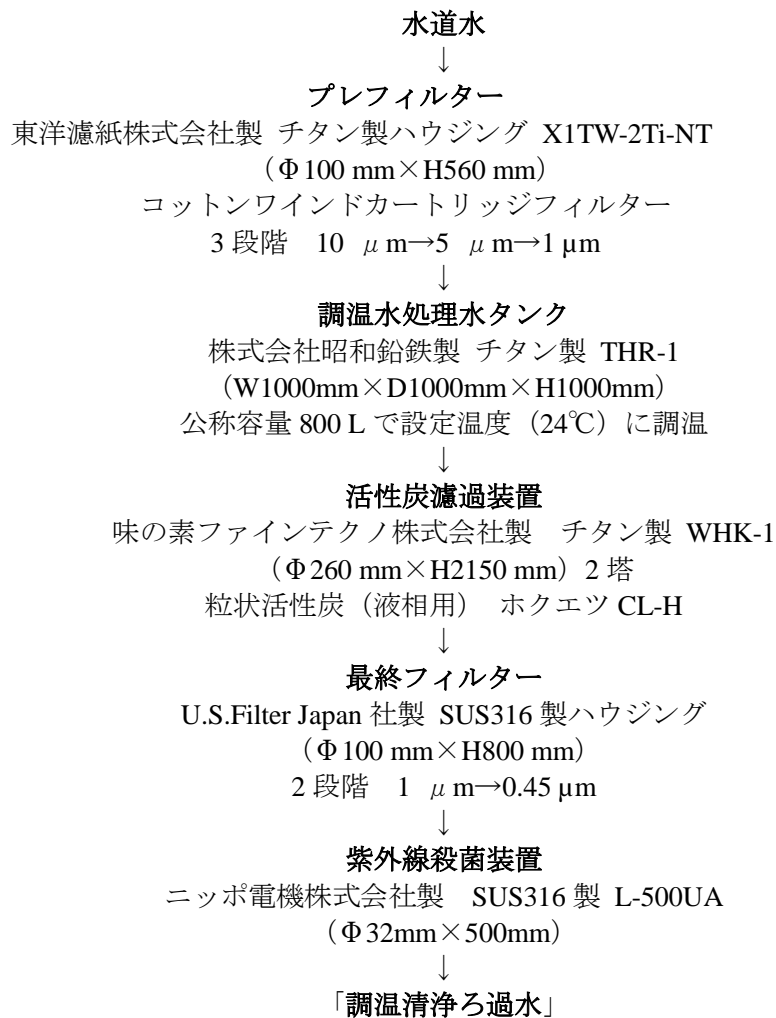 水道水
↓
プレフィルター
東洋濾紙株式会社製 チタン製ハウジング X1TW-2Ti-NT
（Φ100 mm×H560 mm）
コットンワインドカートリッジフィルター
3 段階　10 μm→5 μm→1 µm
↓
調温水処理水タンク
株式会社昭和鉛鉄製 チタン製 THR-1
（W1000mm×D1000mm×H1000mm）
公称容量 800 L で設定温度（24℃）に調温
↓
活性炭濾過装置
味の素ファインテクノ株式会社製　チタン製 WHK-1
（Φ260 mm×H2150 mm）2 塔
粒状活性炭（液相用） ホクエツ CL-H
↓
最終フィルター
U.S.Filter Japan 社製 SUS316 製ハウジング
（Φ100 mm×H800 mm）
2 段階　1 μm→0.45 µm
↓
紫外線殺菌装置
ニッポ電機株式会社製　SUS316 製 L-500UA
（Φ32mm×500mm）
↓
「調温清浄ろ過水」